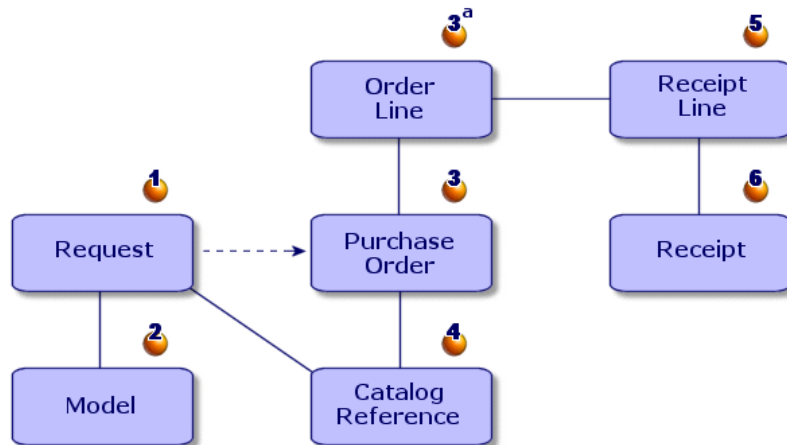 3a
5
Order
Line
Receipt
Line
1
3
6
Request
Purchase
Order
Receipt
2
4
Model
Catalog
Reference